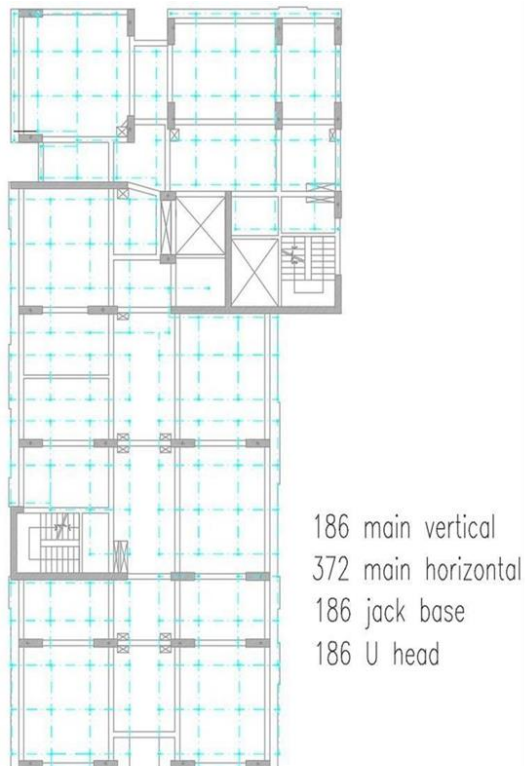 186 main vertical
372 main horizontal
186 jack base
186 U head